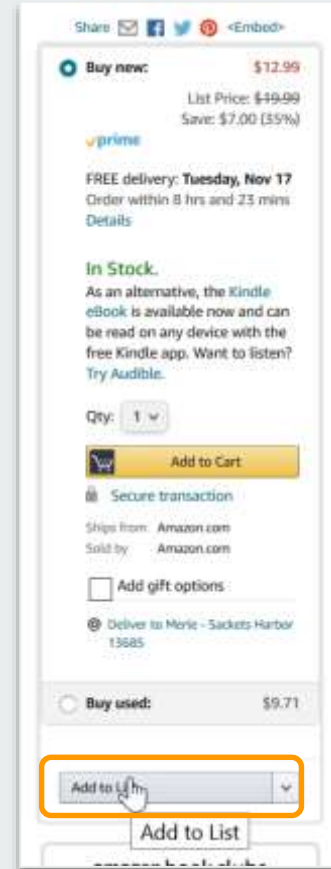 Share <Embed>
Buy new: $12.99
List Price: $19.99
Save: $7.00 (35%)
prime
FREE delivery: Tuesday, Nov 17
Order within 8 hrs and 23 mins
Details
In Stock.
As an alternative, the Kindle
eBook is available now and can
be read on any device with the
free Kindle app. Want to listen?
Try Audible.
Qty: 1
Add to Cart
Secure transaction
Ships from Amazon.com
Sold by Amazon.com
Add gift options
Deliver to Merle - Sackets Harbor
13685
Buy used: $9.71
Add to List
Add to List
amazon book clubs